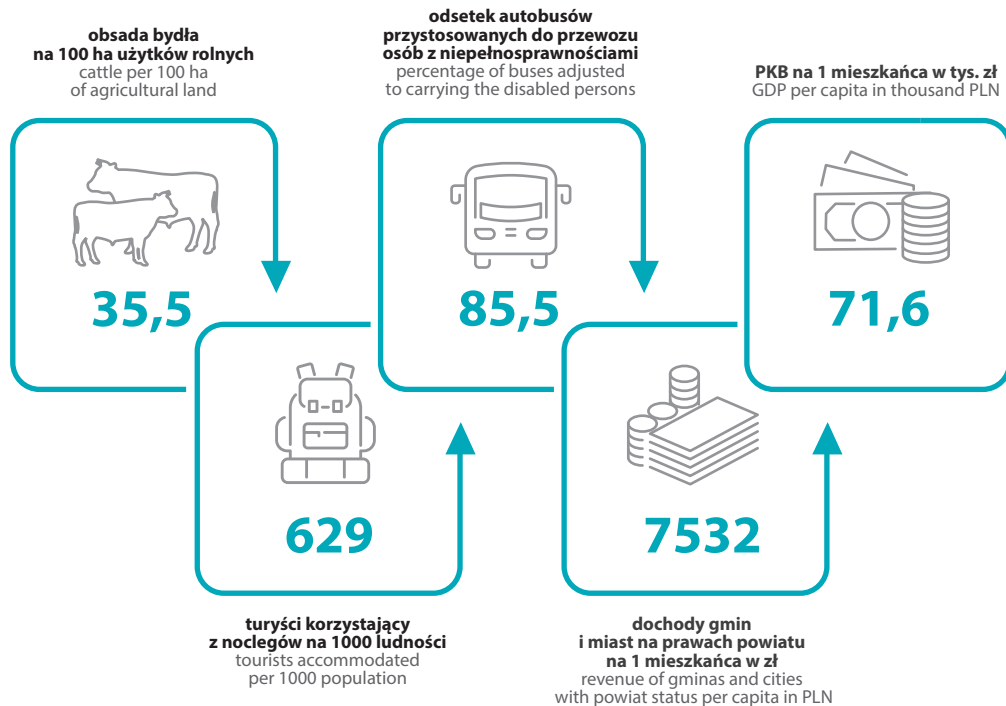 obsada bydła
na 100 ha użytków rolnych
cattle per 100 ha
of agricultural land
35,5
turyści korzystający
z noclegów na 1000 ludności
tourists accommodated
per 1000 population
629
odsetek autobusów
przystosowanych do przewozu
osób z niepełnosprawnościami
percentage of buses adjusted
to carrying the disabled persons
85,5
dochody gmin
i miast na prawach powiatu
na 1 mieszkańca w zł
revenue of gminas and cities
with powiat status per capita in PLN
7532
PKB na 1 mieszkańca w tys. zł
GDP per capita in thousand PLN
71,6